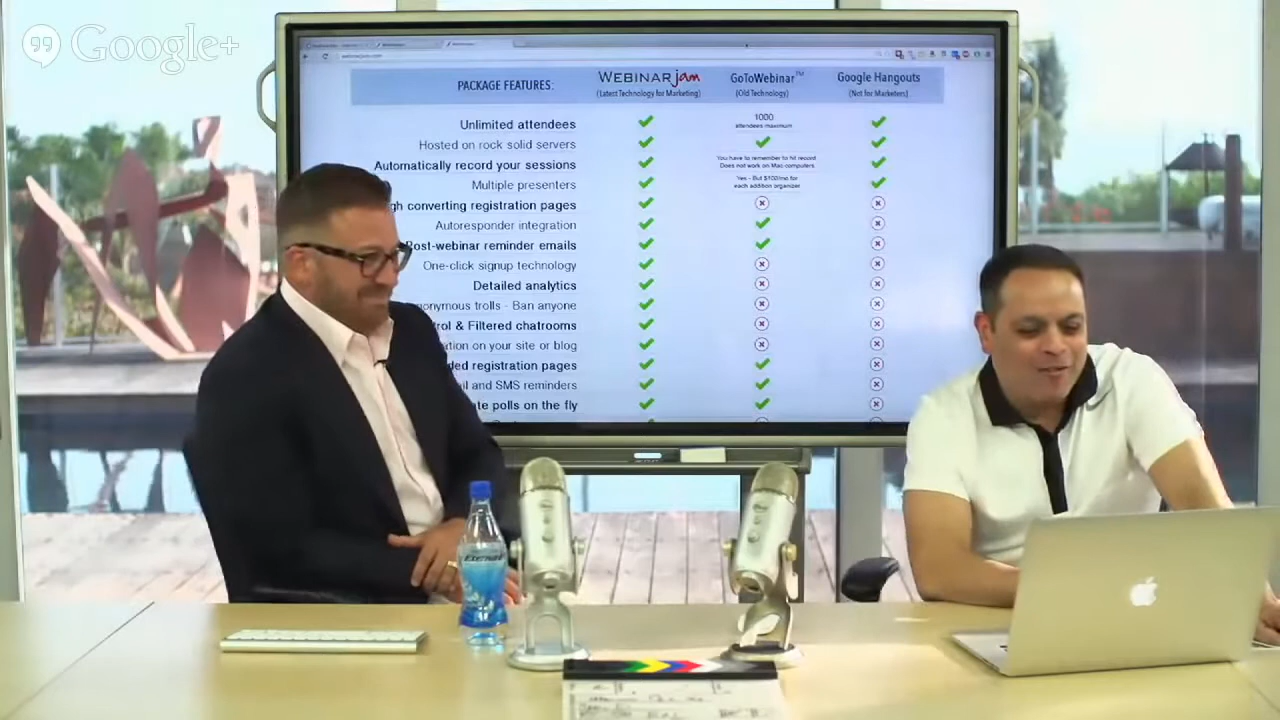 Google+
PACKAGE FEATURES:
WEBINARjam
(Latest Technology for Marketing)
GoToWebinar™
(Old Technology)
Google Hangouts
(Not for Marketers)
Unlimited attendees
1000
attendees maximum
Hosted on rock solid servers
Automatically record your sessions
You have to remember to hit record
Does not work on Mac computers
Multiple presenters
Yes - But $100/mo for
each addition organizer
gh converting registration pages
Autoresponder integration
Post-webinar reminder emails
One-click signup technology
Detailed analytics
nonymous trolls - Ban anyone
trol & Filtered chatrooms
ation on your site or blog
ded registration pages
ail and SMS reminders
te polls on the fly
Eternal